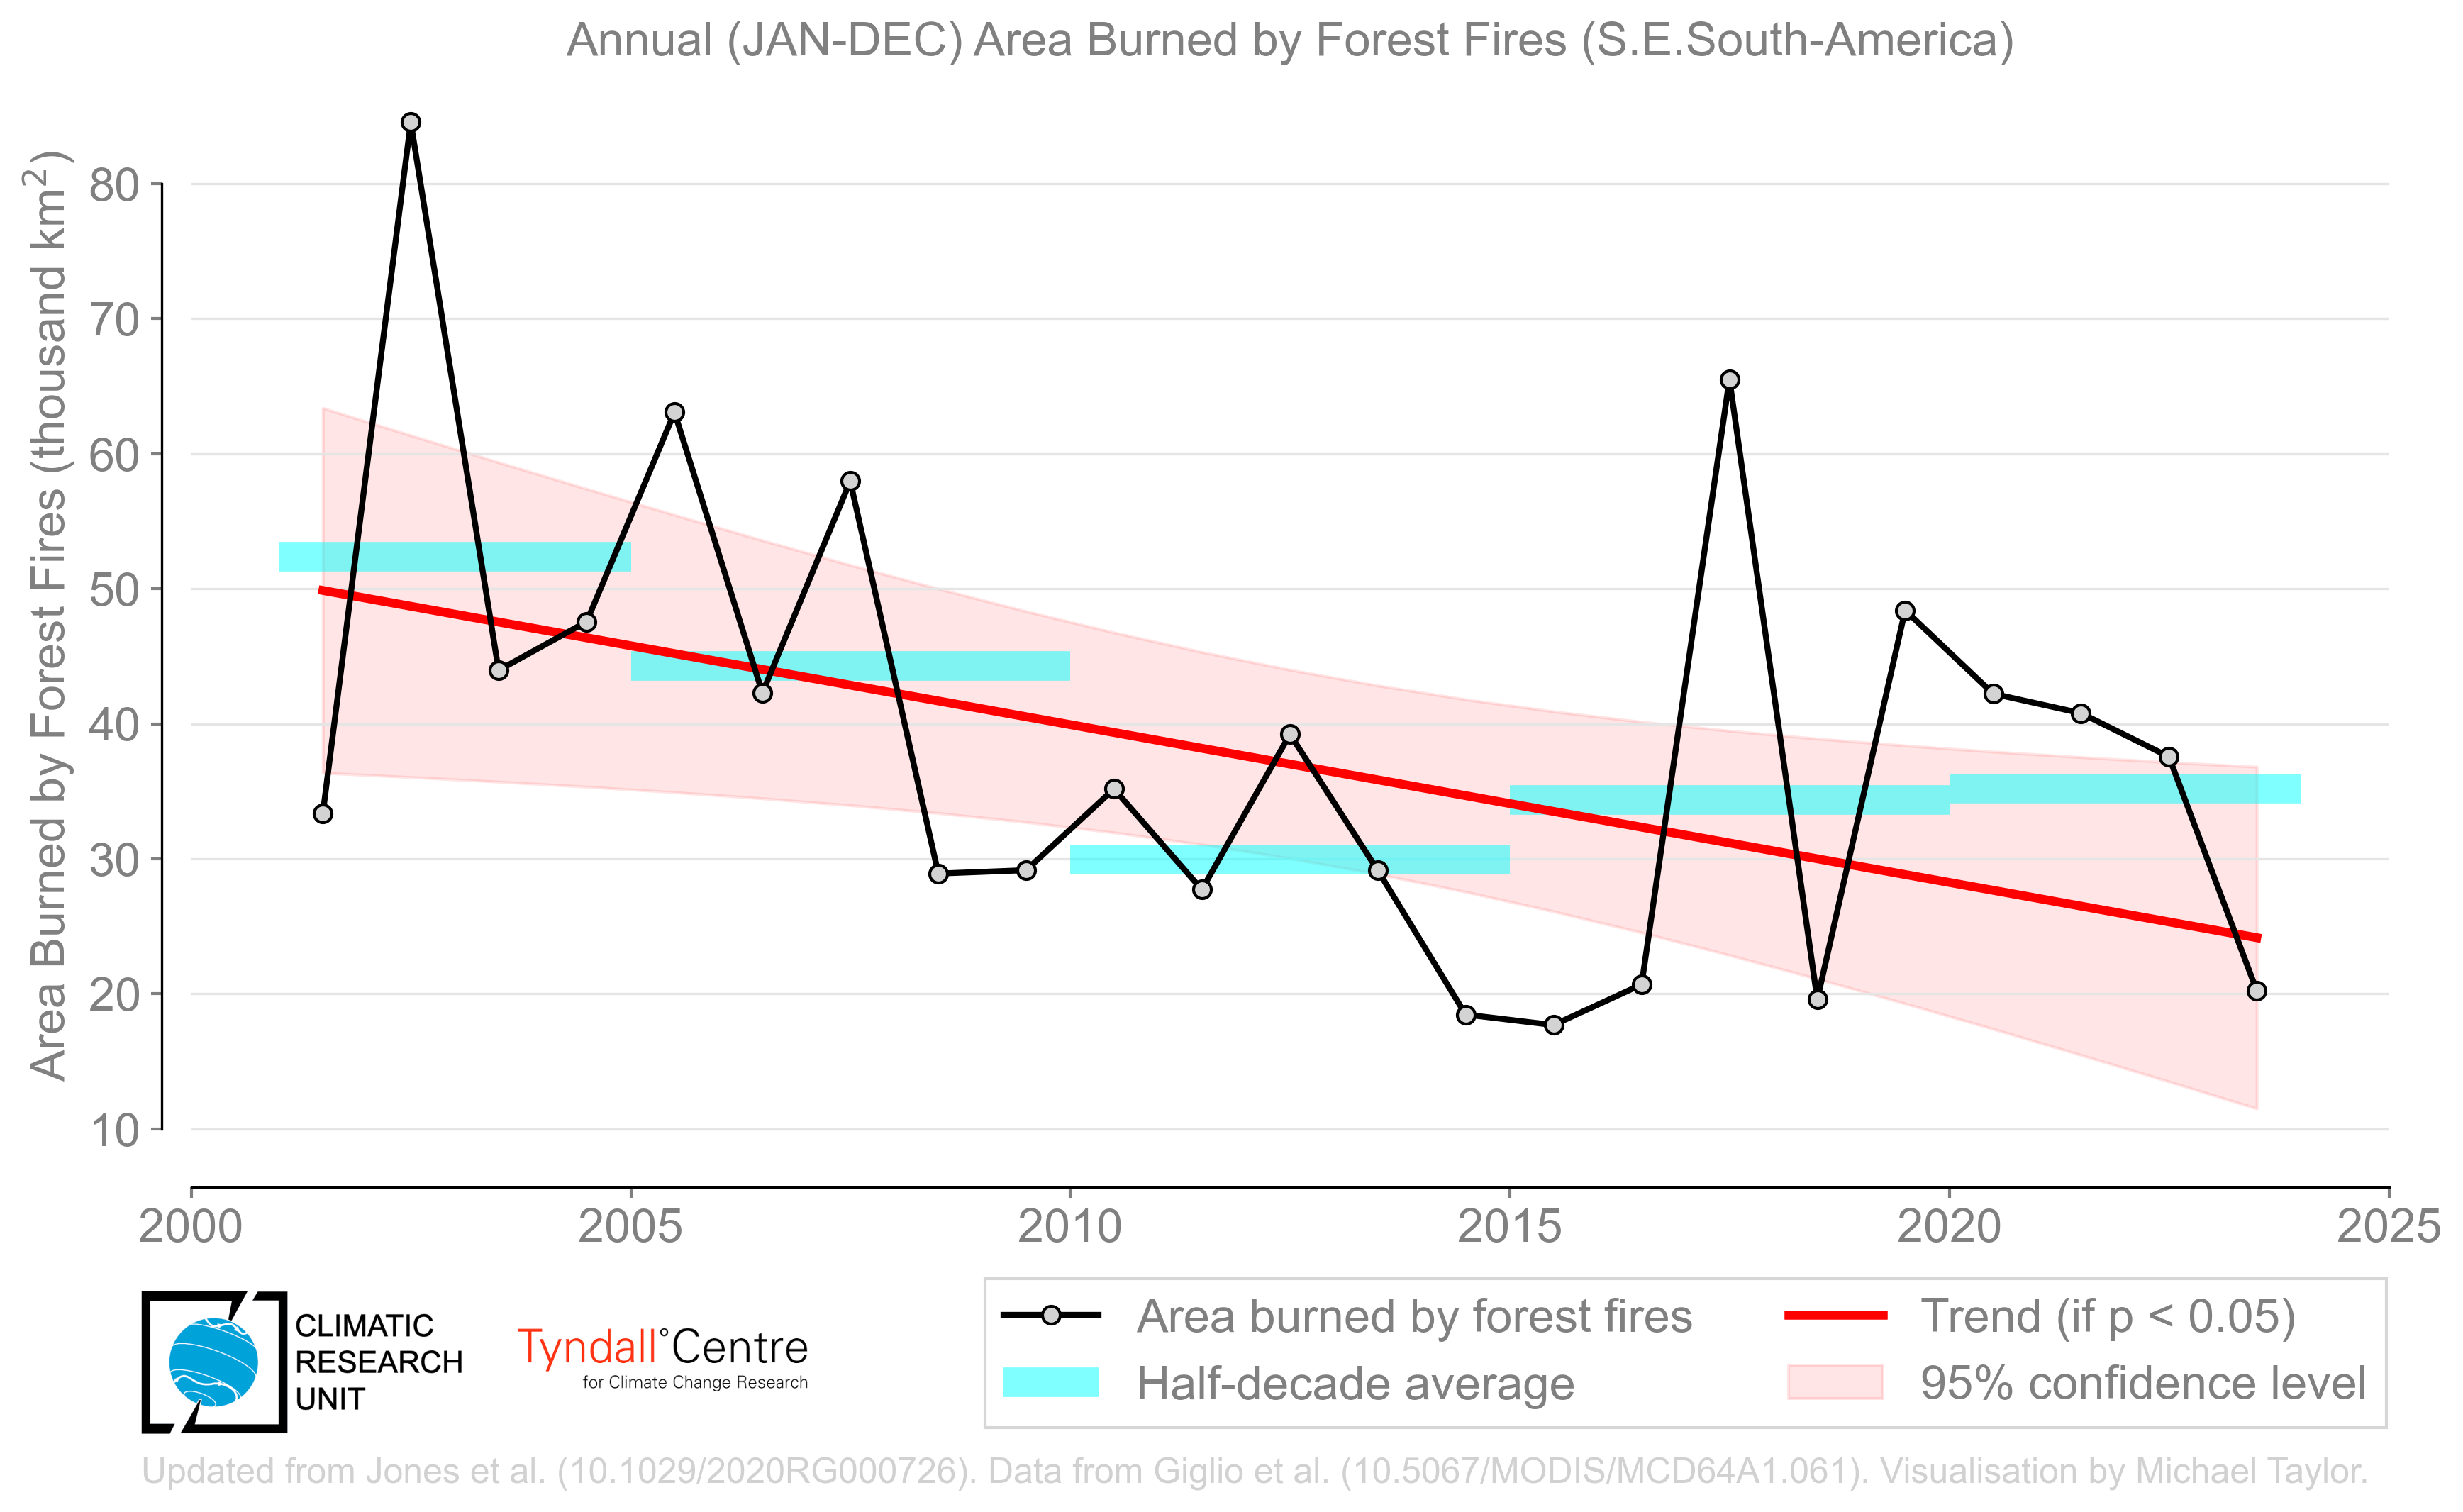 Annual (JAN-DEC) Area Burned by Forest Fires (S.E.South-America)
Area Burned by Forest Fires (thousand km²)
80
70
60
50
40
30
20
10
2000 2005 2010 2015 2020 2025
CLIMATIC
RESEARCH
UNIT
Tyndall°Centre
for Climate Change Research
Area burned by forest fires
Half-decade average
Trend (if p < 0.05)
95% confidence level
Updated from Jones et al. (10.1029/2020RG000726). Data from Giglio et al. (10.5067/MODIS/MCD64A1.061). Visualisation by Michael Taylor.